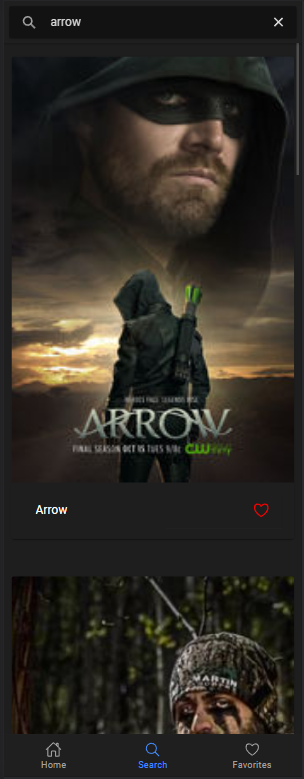 arrow
HEROES FALL. LEGENDS RISE.
ARROW
FINAL SEASON OCT 15 TUES 9/8c CW
Arrow
MARTIN
Home
Search
Favorites